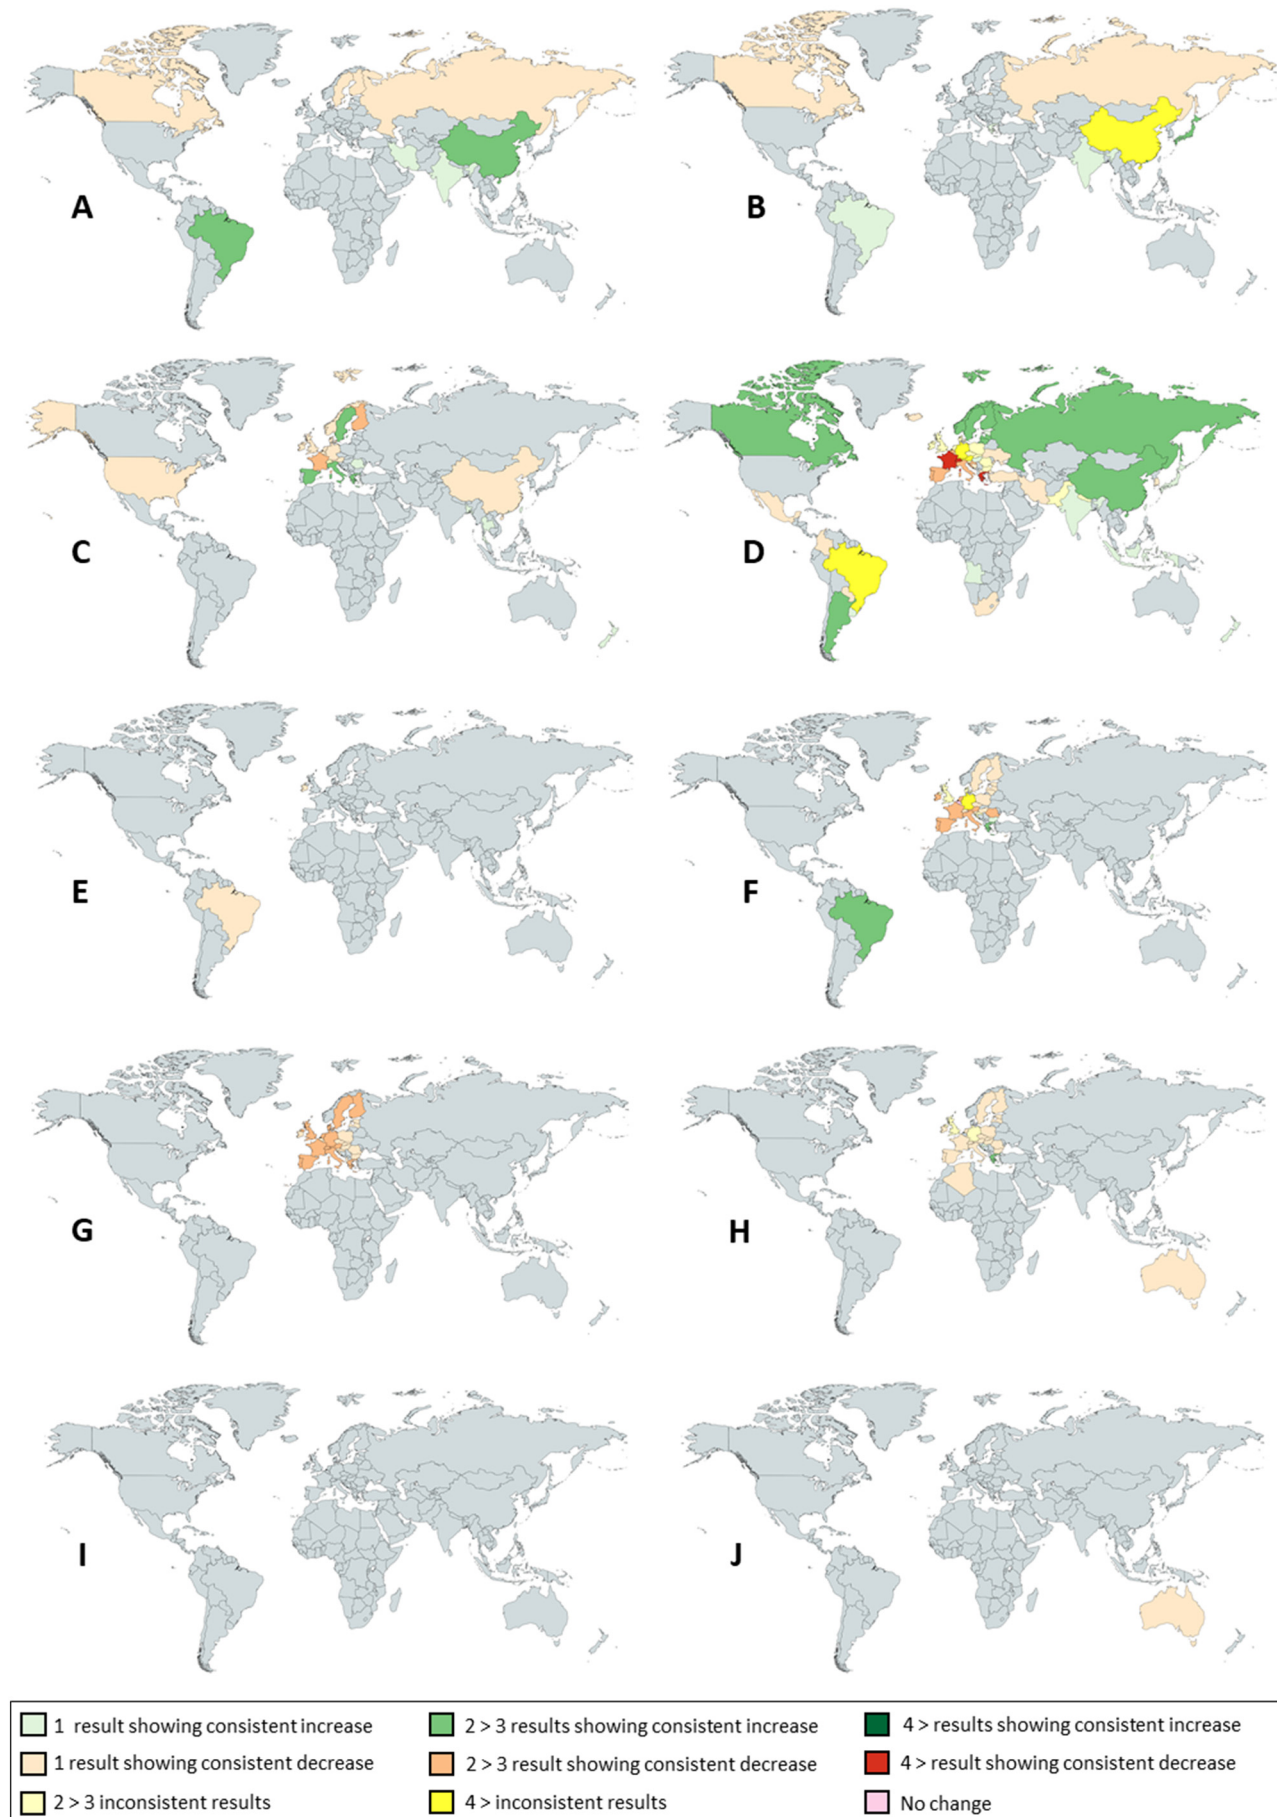 A
B
C
D
E
F
G
H
I
J
1 result showing consistent increase
2 > 3 results showing consistent increase
4 > results showing consistent increase
1 result showing consistent decrease
2 > 3 result showing consistent decrease
4 > result showing consistent decrease
2 > 3 inconsistent results
4 > inconsistent results
No change